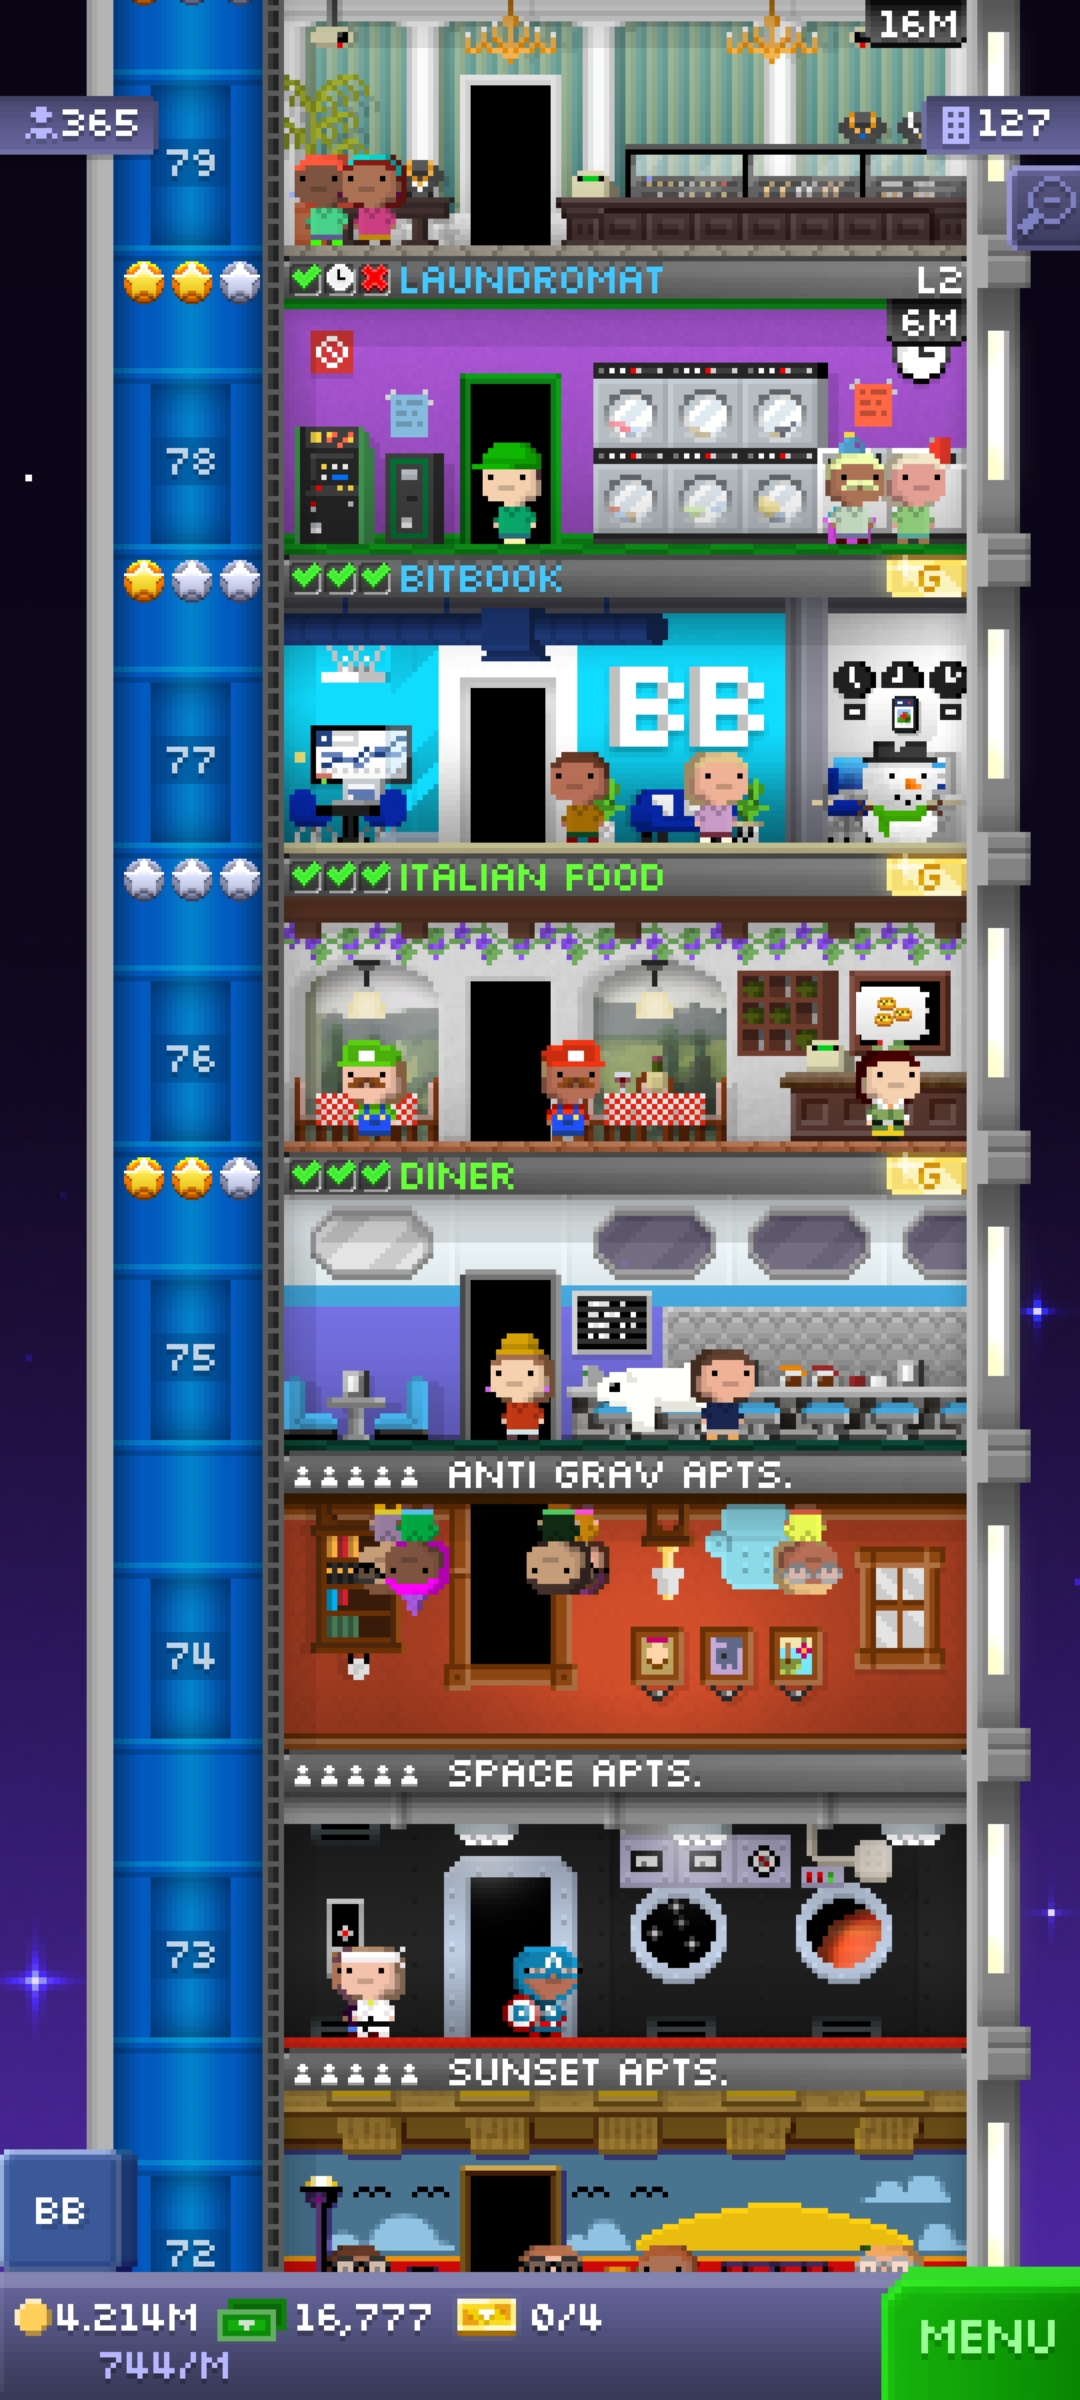 16M
365
127
79
LAUNDROMAT L2
6M
78
BITBOOK G
BB
77
ITALIAN FOOD G
76
DINER G
75
ANTI GRAV APTS.
74
SPACE APTS.
73
SUNSET APTS.
BB
72
4.214M 16,777 0/4
744/M
MENU